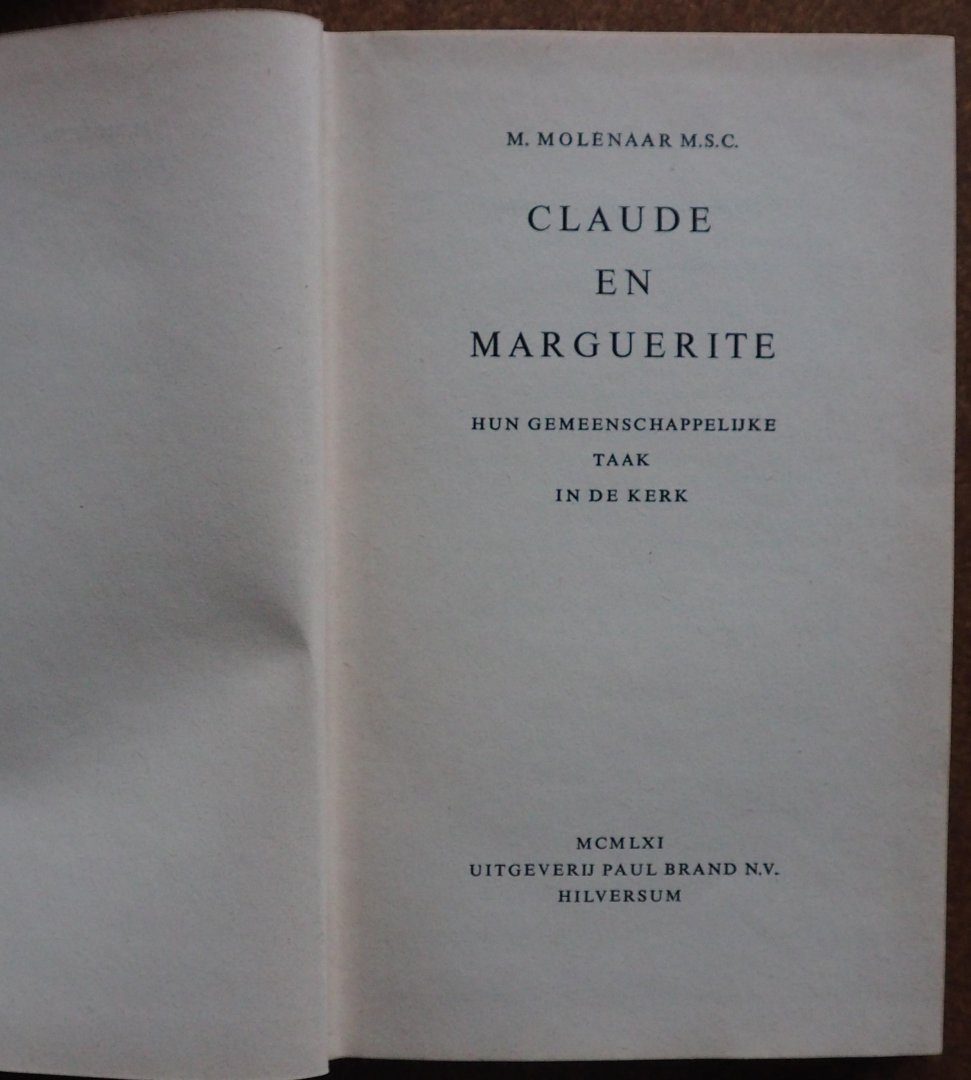 M. MOLENAAR M.S.C.
CLAUDE
EN
MARGUERITE
HUN GEMEENSCHAPPELIJKE
TAAK
IN DE KERK
MCMLXI
UITGEVERIJ PAUL BRAND N.V.
HILVERSUM